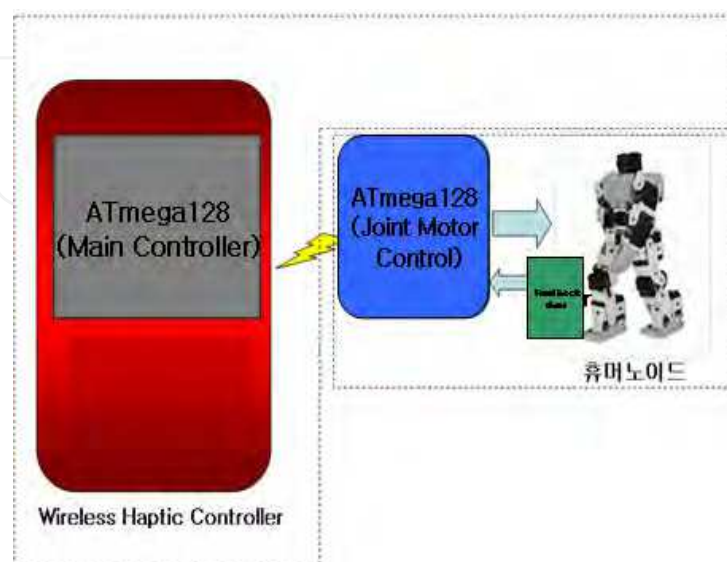 ATmega128
(Main Controller)
ATmega128
(Joint Motor
Control)
휴머노이드
Wireless Haptic Controller